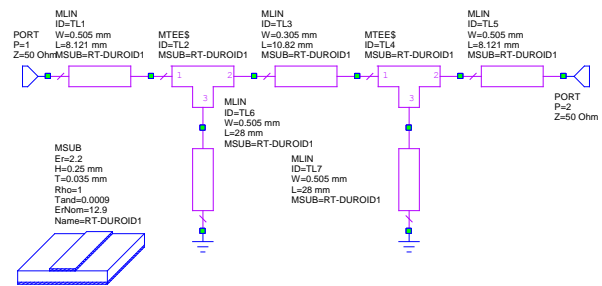 MLIN
ID=TL1
W=0.505 mm
L=8.121 mm
MSUB=RT-DUROID1
PORT
P=1
Z=50 Ohm
MTEE$
ID=TL2
MSUB=RT-DUROID1
MLIN
ID=TL3
W=0.305 mm
L=10.82 mm
MSUB=RT-DUROID1
MTEE$
ID=TL4
MSUB=RT-DUROID1
MLIN
ID=TL5
W=0.505 mm
L=8.121 mm
MSUB=RT-DUROID1
1
2
3
1
2
3
PORT
P=2
Z=50 Ohm
MLIN
ID=TL6
W=0.505 mm
L=28 mm
MSUB=RT-DUROID1
MLIN
ID=TL7
W=0.505 mm
L=28 mm
MSUB=RT-DUROID1
MSUB
Er=2.2
H=0.25 mm
T=0.035 mm
Rho=1
Tand=0.0009
ErNom=12.9
Name=RT-DUROID1